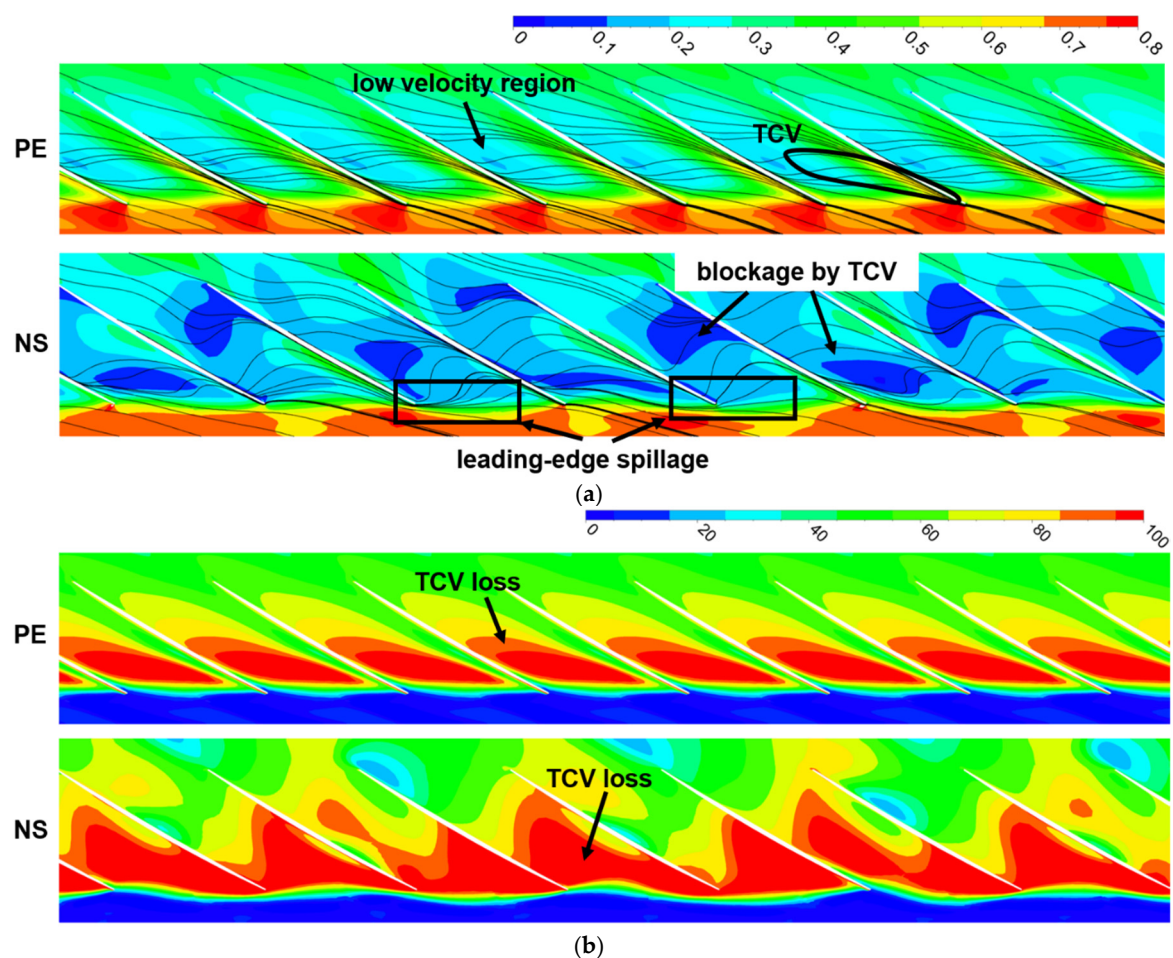 0 0.1 0.2 0.3 0.4 0.5 0.6 0.7 0.8
low velocity region
TCV
PE
blockage by TCV
NS
leading-edge spillage
(a)
0 20 40 60 80 100
TCV loss
PE
TCV loss
NS
(b)